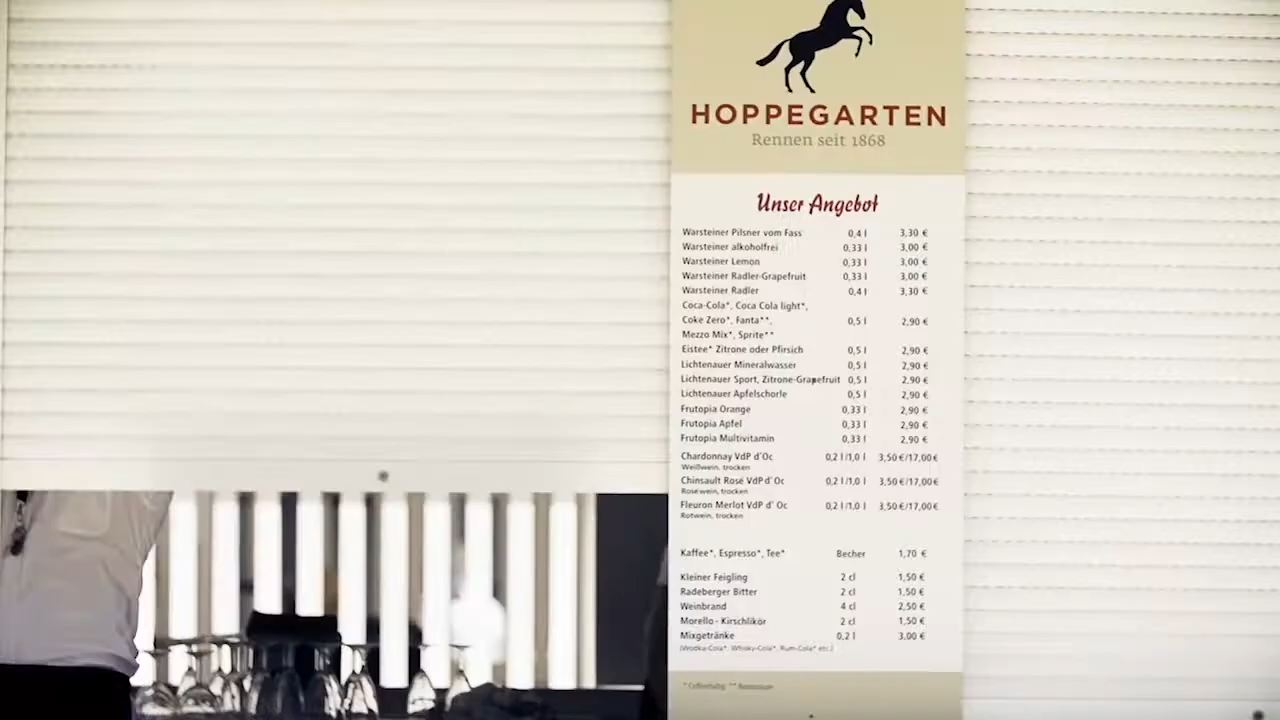 HOPPEGARTEN
Rennen seit 1868
Unser Angebot
Warsteiner Pilsner vom Fass 0,4 l 3,30 €
Warsteiner alkoholfrei 0,33 l 3,00 €
Warsteiner Lemon 0,33 l 3,00 €
Warsteiner Radler-Grapefruit 0,33 l 3,00 €
Warsteiner Radler 0,4 l 3,30 €
Coca-Cola*, Coca Cola light*,
Coke Zero*, Fanta**, 0,5 l 2,90 €
Mezzo Mix*, Sprite**
Eistee* Zitrone oder Pfirsich 0,5 l 2,90 €
Lichtenauer Mineralwasser 0,5 l 2,90 €
Lichtenauer Sport, Zitrone-Grapefruit 0,5 l 2,90 €
Lichtenauer Apfelschorle 0,5 l 2,90 €
Frutopia Orange 0,33 l 2,90 €
Frutopia Apfel 0,33 l 2,90 €
Frutopia Multivitamin 0,33 l 2,90 €
Chardonnay VdP d'Oc 0,2 l/1,0 l 3,50 €/17,00 €
Weißwein, trocken
Chinsault Rosé VdP d'Oc 0,2 l/1,0 l 3,50 €/17,00 €
Roséwein, trocken
Fleuron Merlot VdP d' Oc 0,2 l/1,0 l 3,50 €/17,00 €
Rotwein, trocken
Kaffee*, Espresso*, Tee* Becher 1,70 €
Kleiner Feigling 2 cl 1,50 €
Radeberger Bitter 2 cl 1,50 €
Weinbrand 4 cl 2,50 €
Morello - Kirschlikör 2 cl 1,50 €
Mixgetränke 0,2 l 3,00 €
(Wodka-Cola*, Whisky-Cola*, Rum-Cola* etc.)